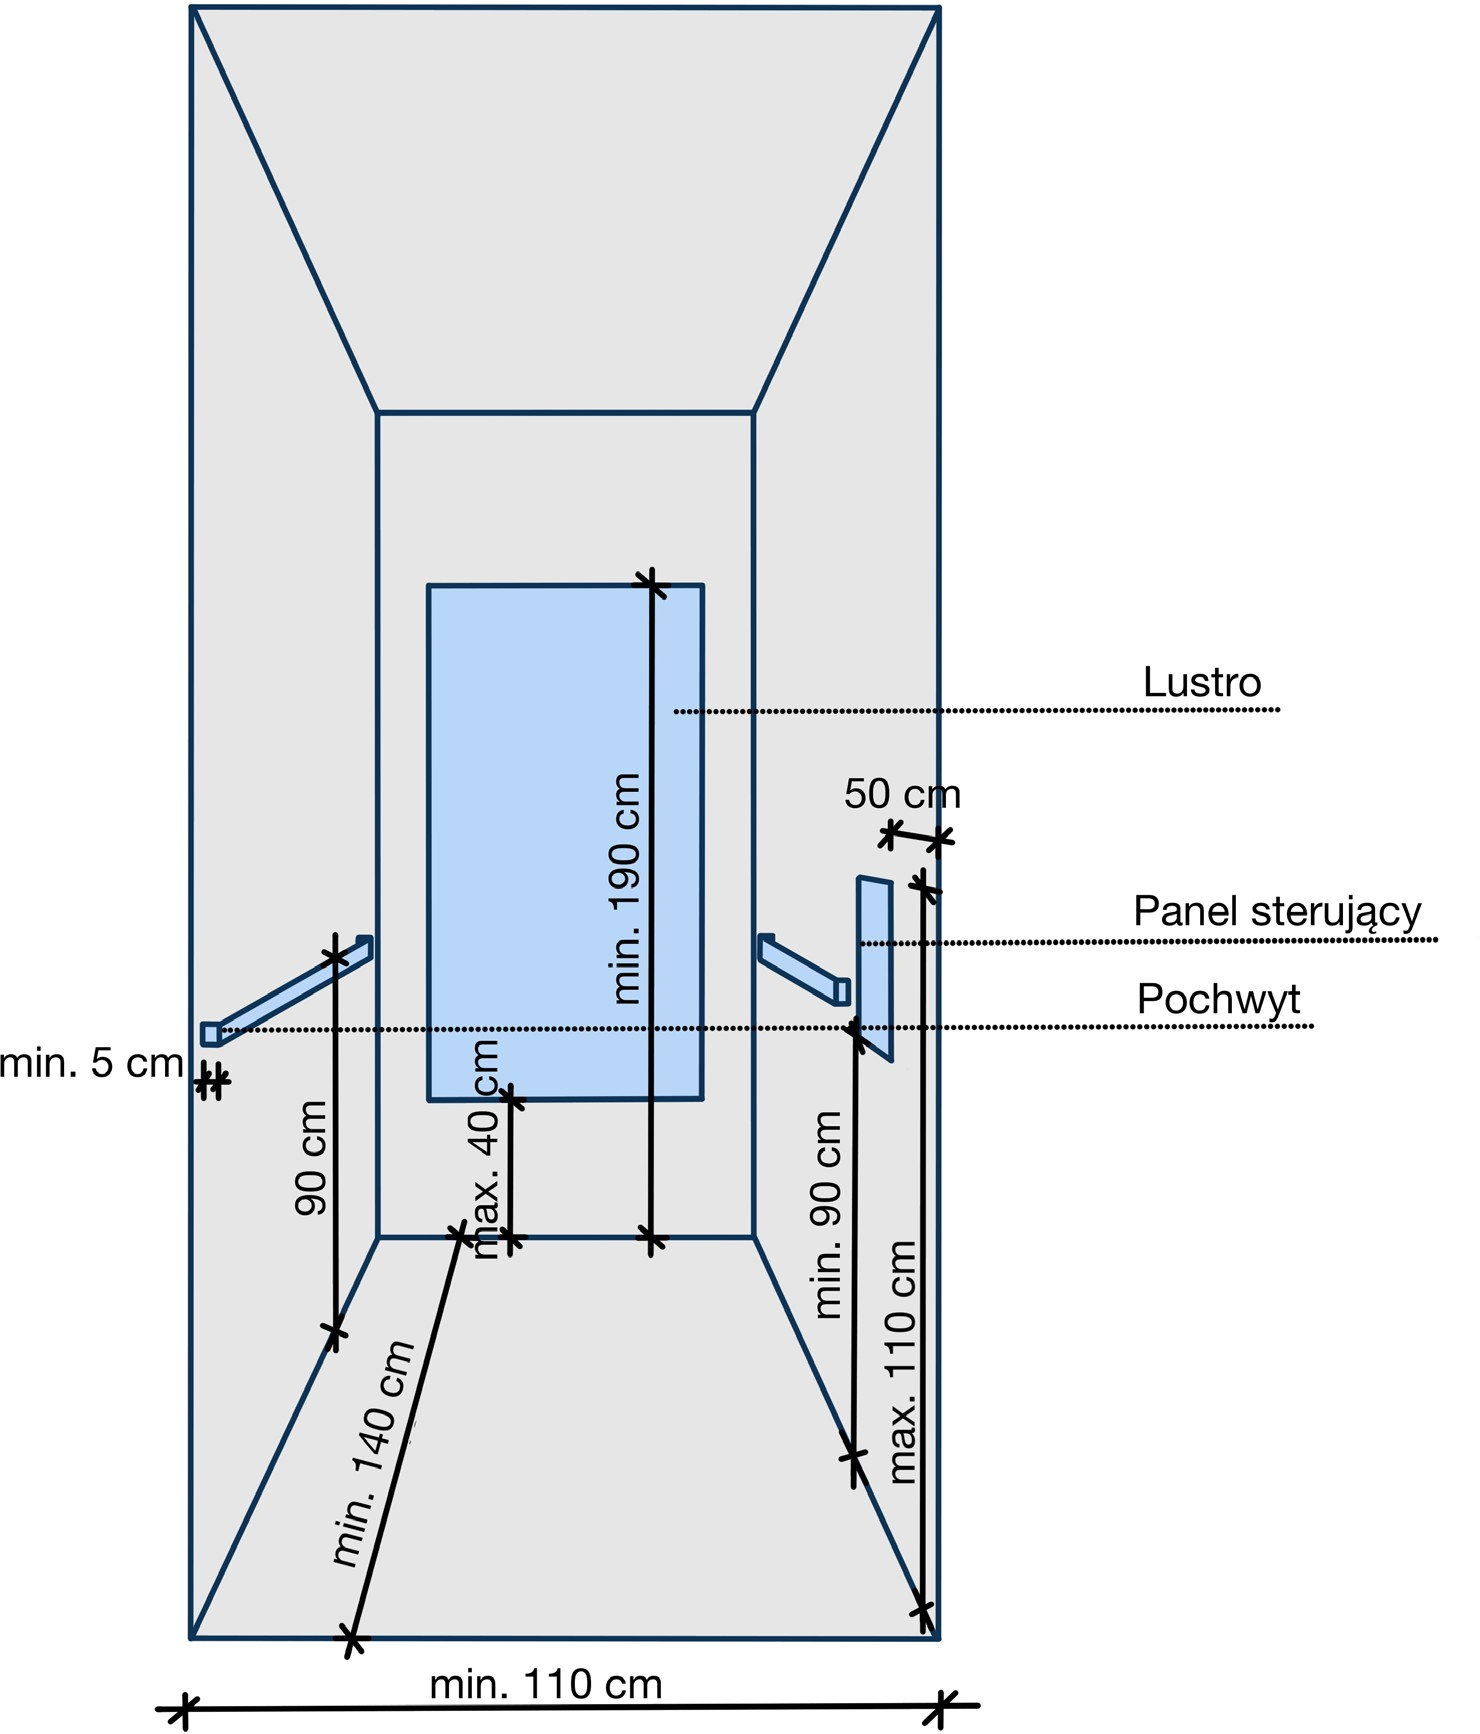 Lustro
50 cm
min. 190 cm
Panel sterujący
Pochwyt
min. 5 cm
90 cm
max. 40 cm
min. 90 cm
max. 110 cm
min. 140 cm
min. 110 cm